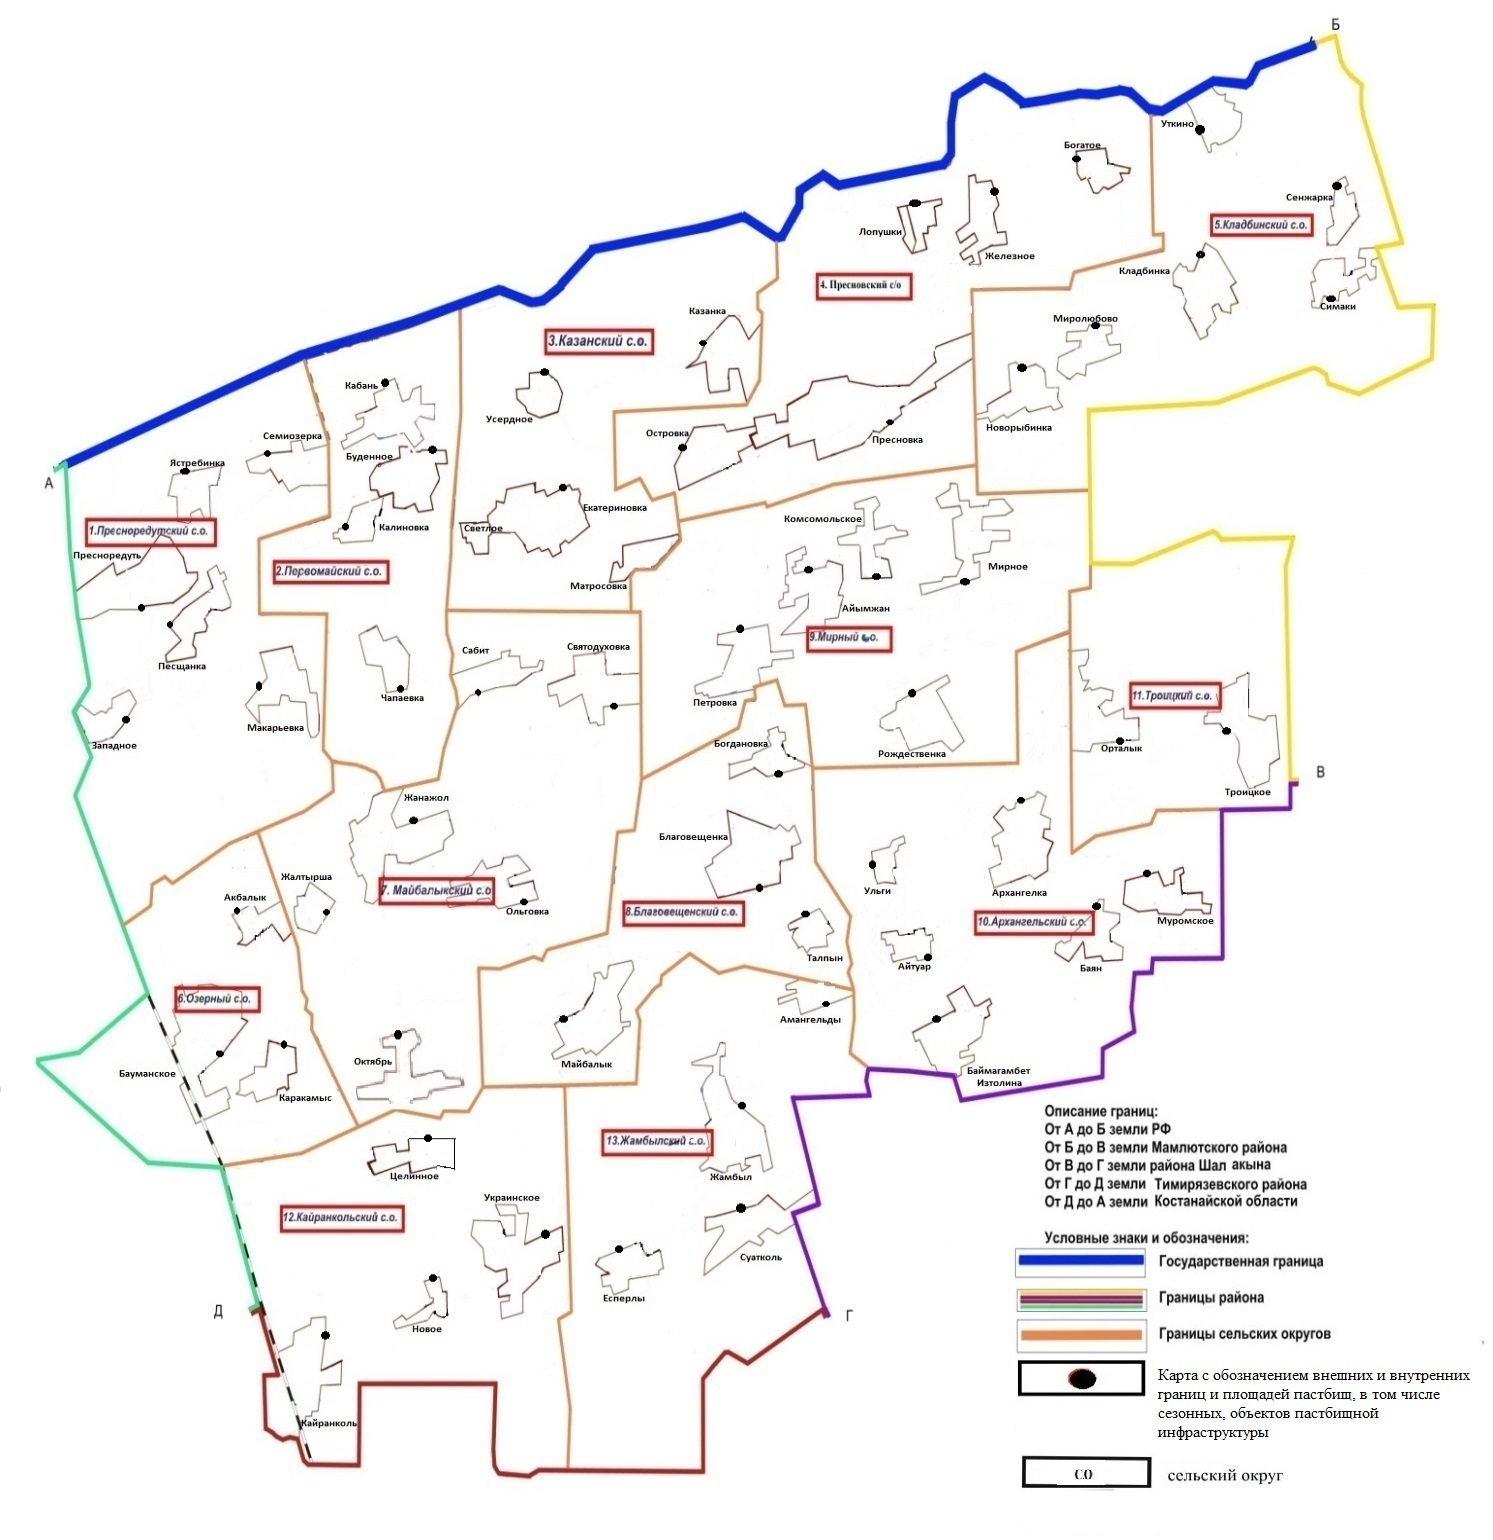 Б
Уткино
Богатое
Сенжарка
5.Кладбинский с.о.
Лопушки
Железное
Кладбинка
4. Пресновский с/о
Симаки
Казанка
Миролюбово
3.Казанский с.о.
Кабань
Усердное
Новорыбинка
Островка
Пресновка
Семиозерка
Буденное
Ястребинка
А
Екатериновка
Комсомольское
Светлое
Калиновка
1.Пресноредутский с.о.
Пресноредуть
Мирное
2.Первомайский с.о.
Матросовка
Айымжан
9.Мирный с.о.
Сабит
Святодуховка
Песщанка
Чапаевка
11.Троицкий с.о.
Петровка
Макарьевка
Западное
Богдановка
Орталык
Рождественка
В
Троицкое
Жанажол
Благовещенка
Жалтырша
7. Майбалыкский с.о
Ульги
Архангелка
Акбалык
Ольговка
8.Благовещенский с.о.
10.Архангельский с.о.
Муромское
Талпын
Айтуар
Баян
6.Озерный с.о.
Амангельды
Октябрь
Майбалык
Бауманское
Баймагамбет
Изтолина
Каракамыс
13.Жамбылский с.о.
Целинное
Жамбыл
Украинское
12.Кайранкольский с.о.
Суатколь
Есперлы
Д
Г
Новое
Кайранколь
Описание границ:
От А до Б земли РФ
От Б до В земли Мамлютского района
От В до Г земли района Шал акына
От Г до Д земли Тимирязевского района
От Д до А земли Костанайской области
Условные знаки и обозначения:
Государственная граница
Границы района
Границы сельских округов
Карта с обозначением внешних и внутренних
границ и площадей пастбищ, в том числе
сезонных, объектов пастбищной
инфраструктуры
с.о
сельский округ